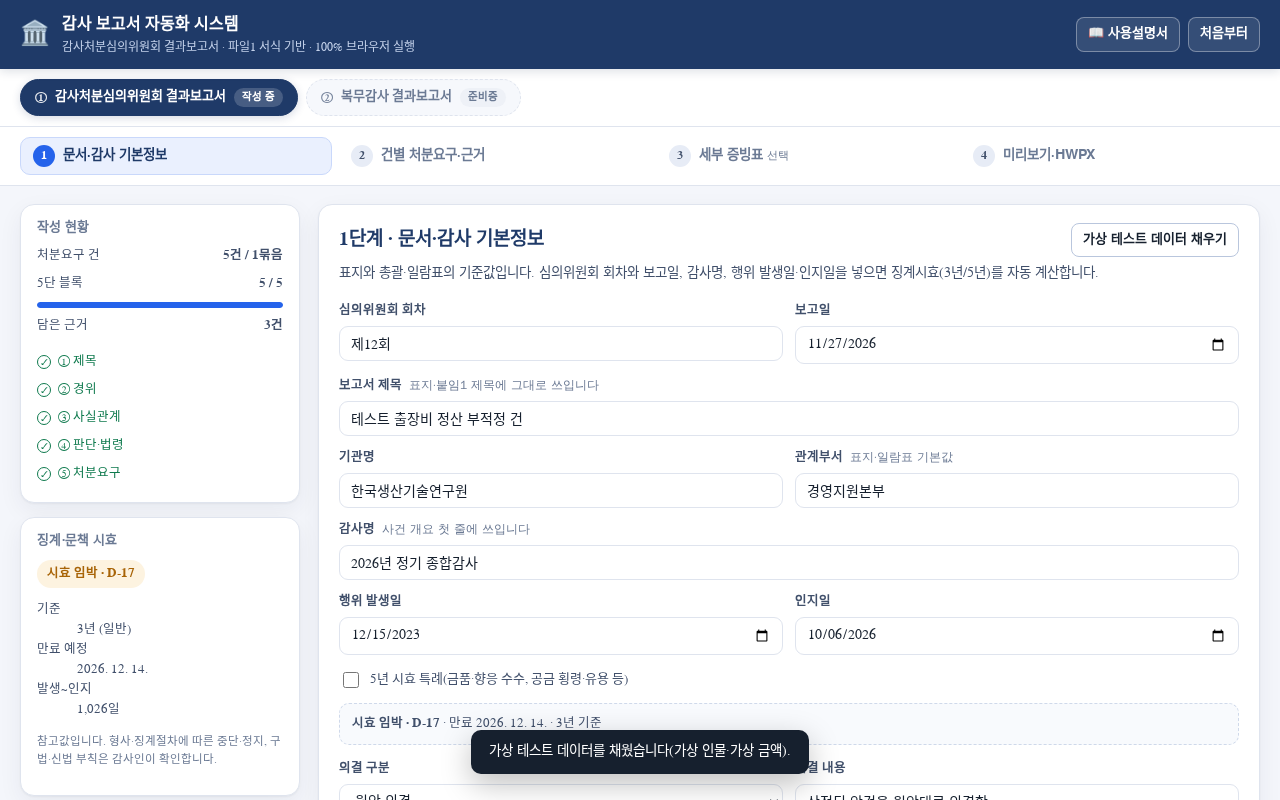 감사 보고서 자동화 시스템
감사처분심의위원회 결과보고서 · 파일1 서식 기반 · 100% 브라우저 실행
📖 사용설명서
처음부터
① 감사처분심의위원회 결과보고서 작성 중
② 복무감사 결과보고서 준비중
1 문서·감사 기본정보
2 건별 처분요구·근거
3 세부 증빙표 선택
4 미리보기·HWPX
작성 현황
처분요구 건 5건 / 1묶음
5단 블록 5 / 5
담은 근거 3건
✓ ① 제목
✓ ② 경위
✓ ③ 사실관계
✓ ④ 판단·법령
✓ ⑤ 처분요구
징계·문책 시효
시효 임박 · D-17
기준
3년 (일반)
만료 예정
2026. 12. 14.
발생~인지
1,026일
참고값입니다. 형사·징계절차에 따른 중단·정지, 구
법·신법 부칙은 감사인이 확인합니다.
1단계 · 문서·감사 기본정보
가상 테스트 데이터 채우기
표지와 총괄·일람표의 기준값입니다. 심의위원회 회차와 보고일, 감사명, 행위 발생일·인지일을 넣으면 징계시효(3년/5년)를 자동 계산합니다.
심의위원회 회차
보고일
제12회
11/27/2026
보고서 제목 표지·붙임1 제목에 그대로 쓰입니다
테스트 출장비 정산 부적정 건
기관명
관계부서 표지·일람표 기본값
한국생산기술연구원
경영지원본부
감사명 사건 개요 첫 줄에 쓰입니다
2026년 정기 종합감사
행위 발생일
인지일
12/15/2023
10/06/2026
5년 시효 특례(금품·향응 수수, 공금 횡령·유용 등)
시효 임박 · D-17 · 만료 2026. 12. 14. · 3년 기준
가상 테스트 데이터를 채웠습니다(가상 인물·가상 금액).
의결 구분
내용